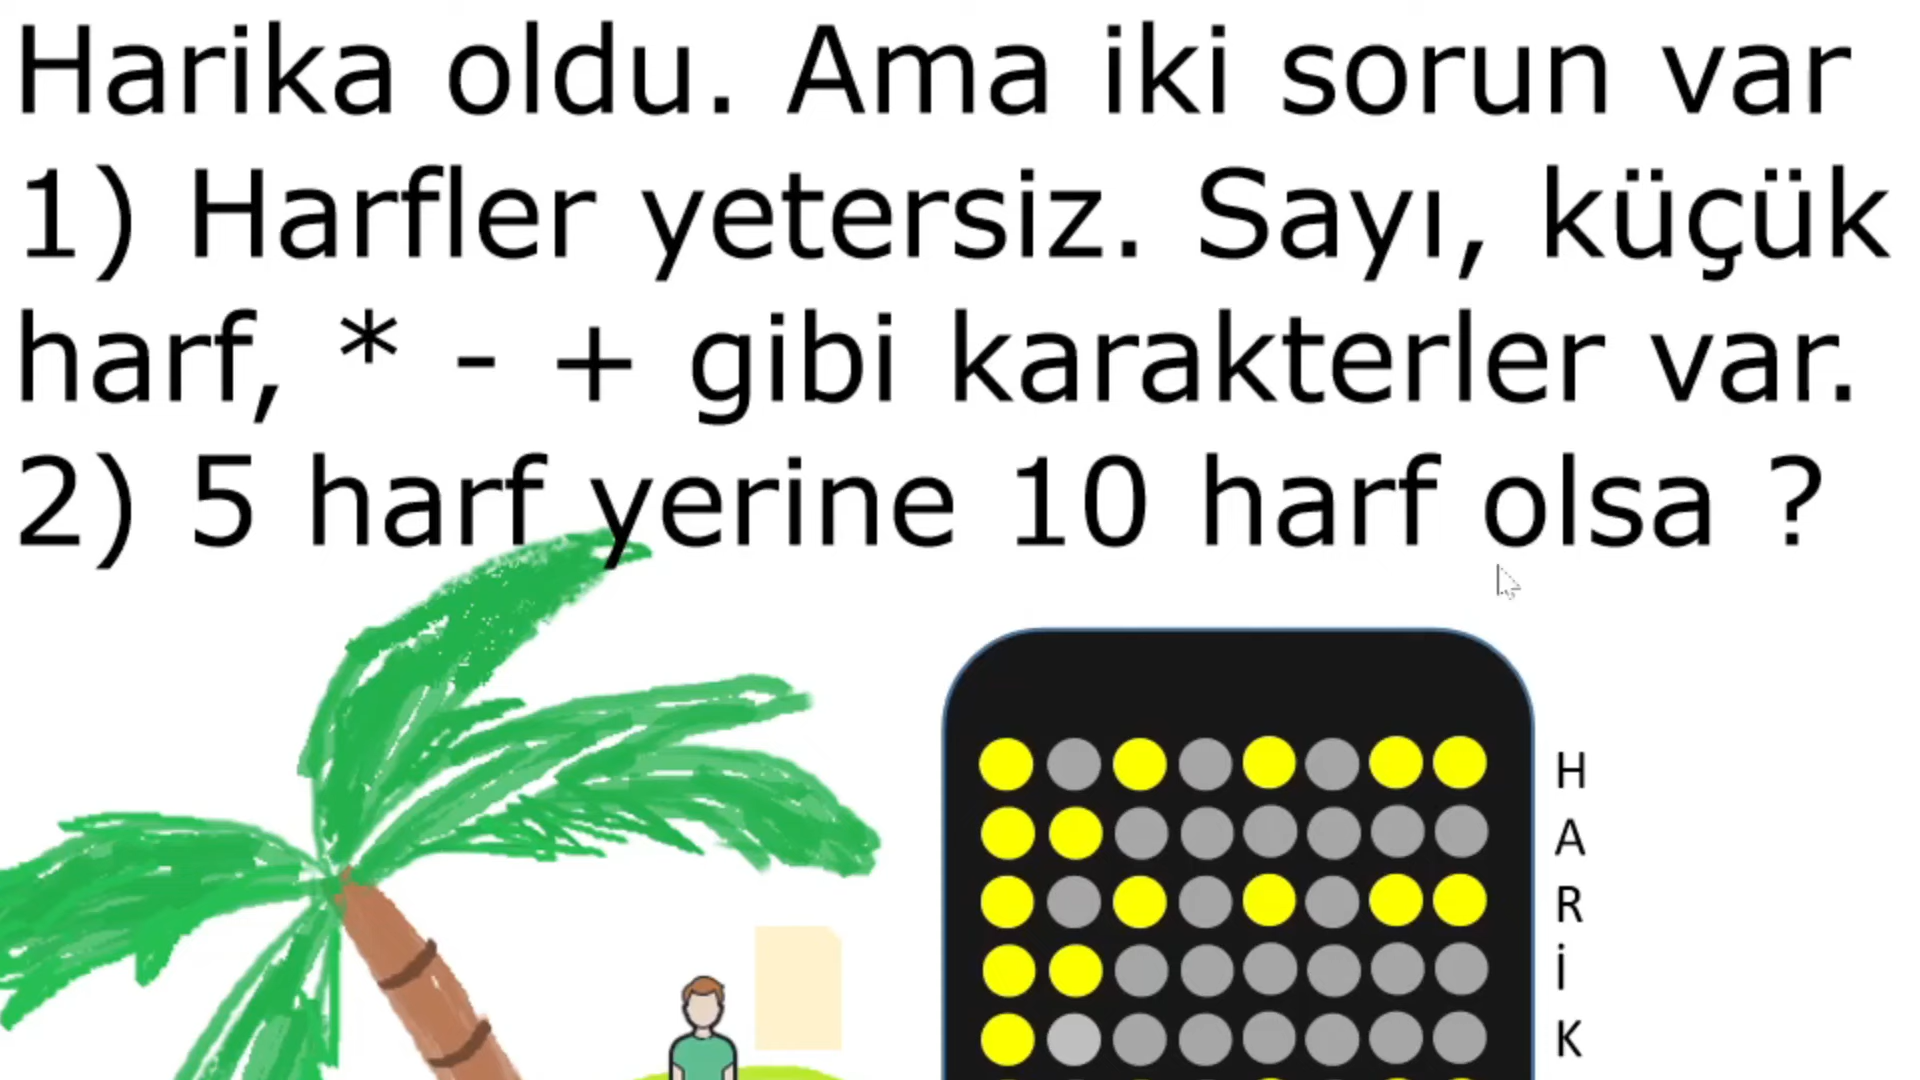 Harika oldu. Ama iki sorun var
1) Harfler yetersiz. Sayı, küçük
harf, * - + gibi karakterler var.
2) 5 harf yerine 10 harf olsa ?
H
A
R
İ
K